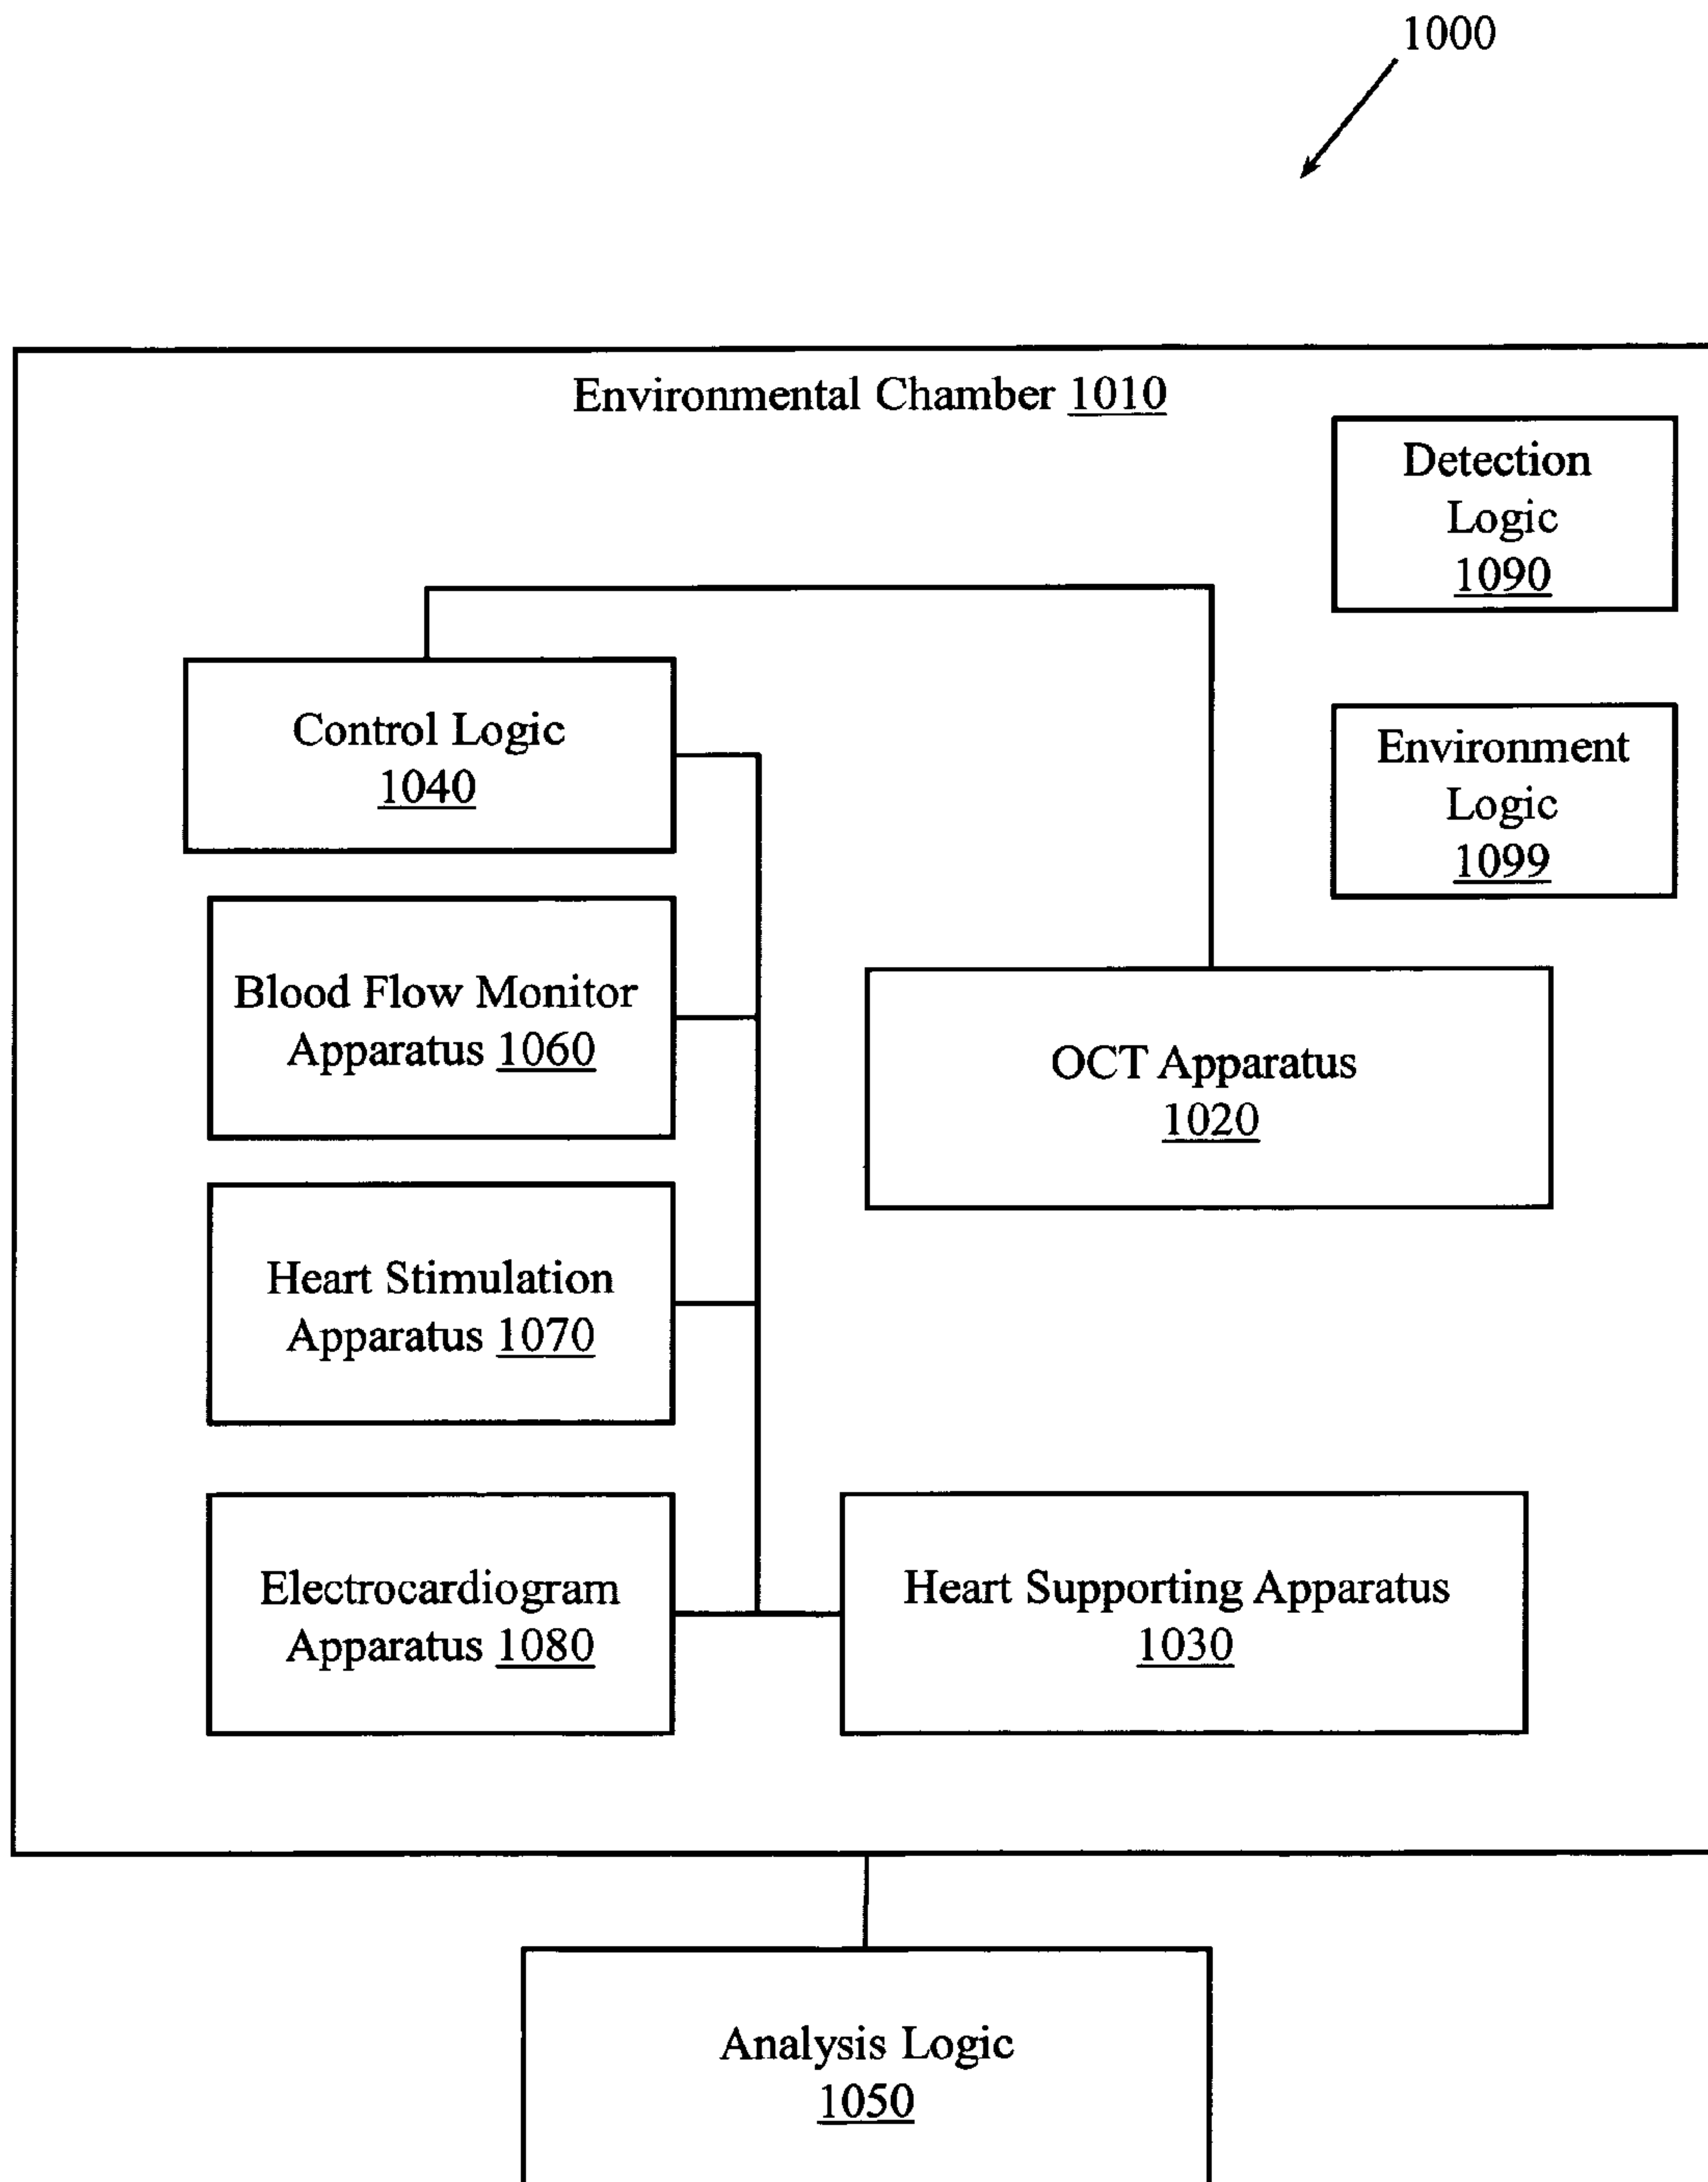 1000
Environmental Chamber 1010
Detection
Logic
1090
Control Logic
1040
Environment
Logic
1099
Blood Flow Monitor
Apparatus 1060
OCT Apparatus
1020
Heart Stimulation
Apparatus 1070
Electrocardiogram
Apparatus 1080
Heart Supporting Apparatus
1030
Analysis Logic
1050